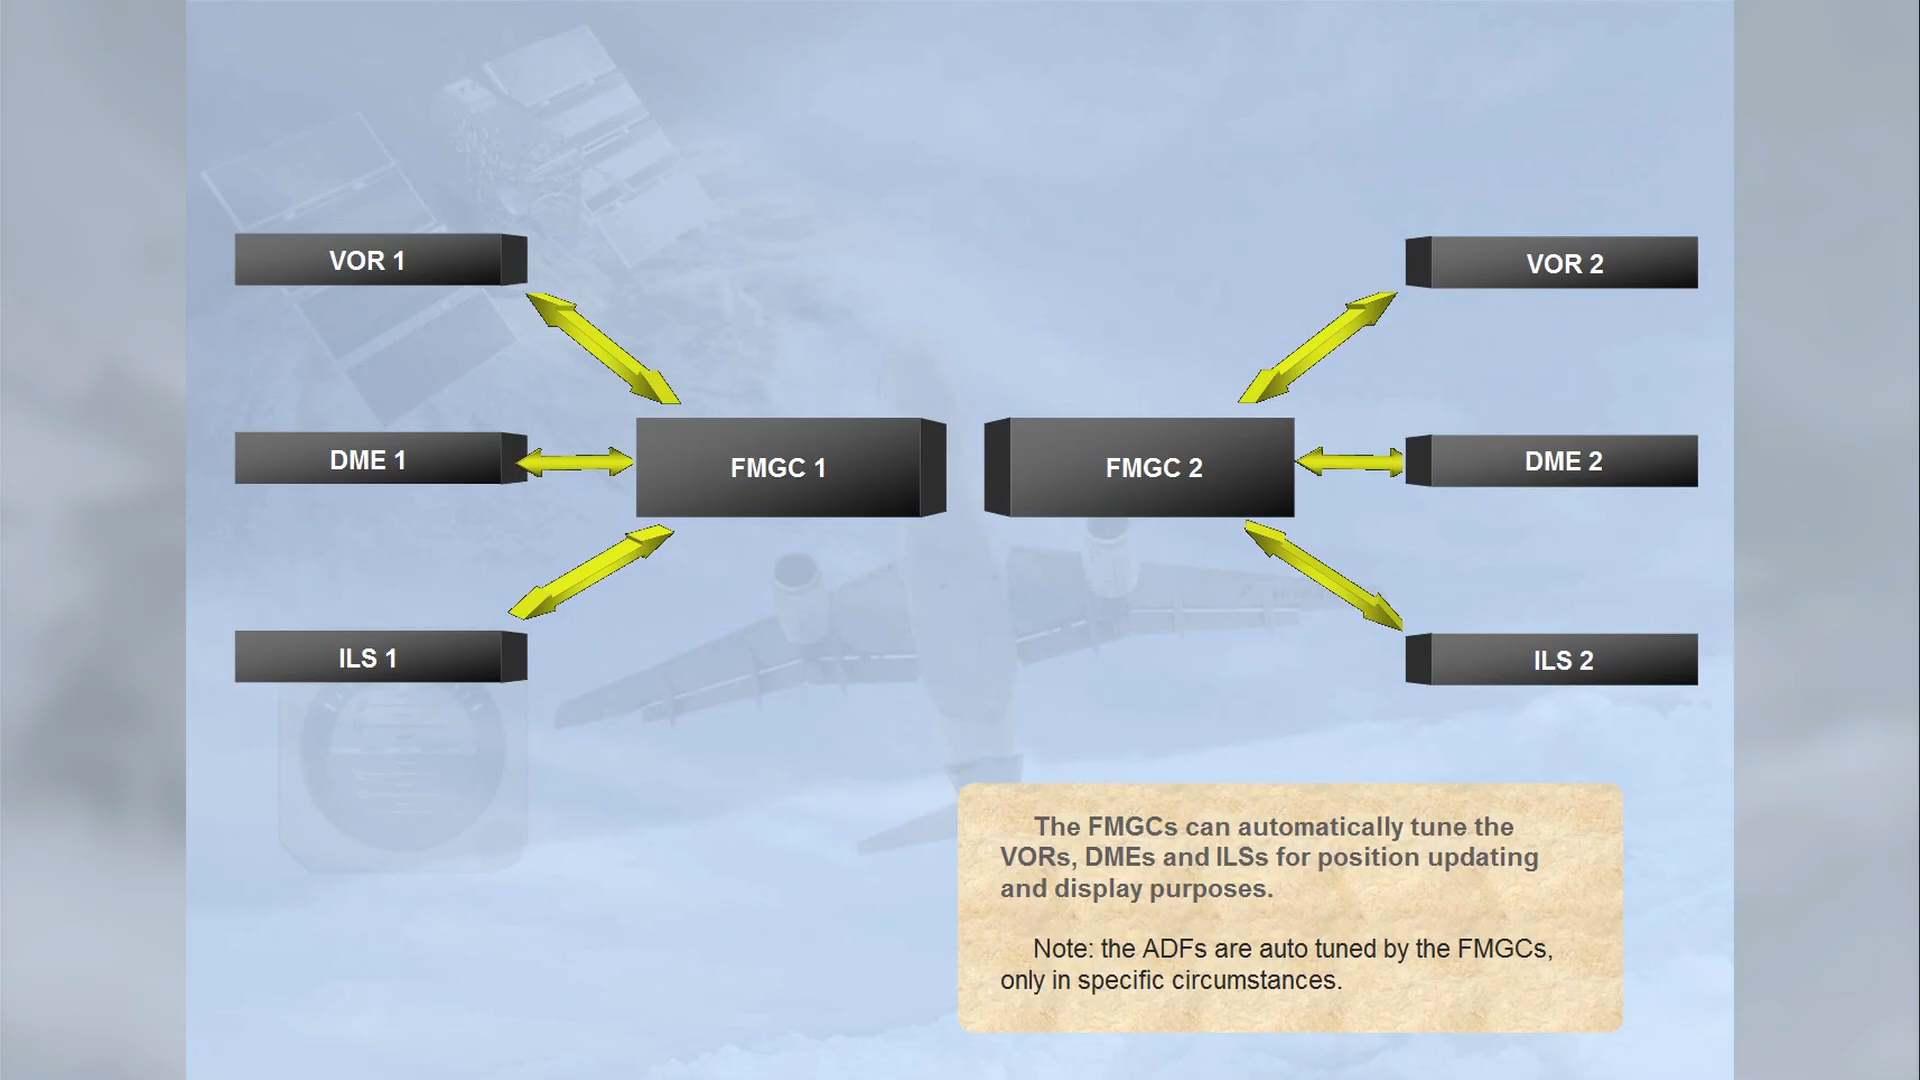 VOR 1
VOR 2
DME 1
FMGC 1
FMGC 2
DME 2
ILS 1
ILS 2
The FMGCs can automatically tune the
VORs, DMEs and ILSs for position updating
and display purposes.
Note: the ADFs are auto tuned by the FMGCs,
only in specific circumstances.